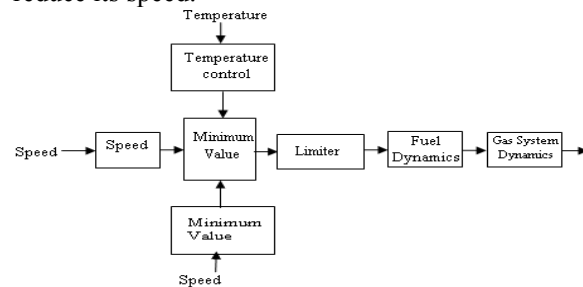 reduce its speed.
Temperature
Temperature
control
Speed
Speed
Minimum
Value
Limiter
Fuel
Dynamics
Gas System
Dynamics
Minimum
Value
Speed